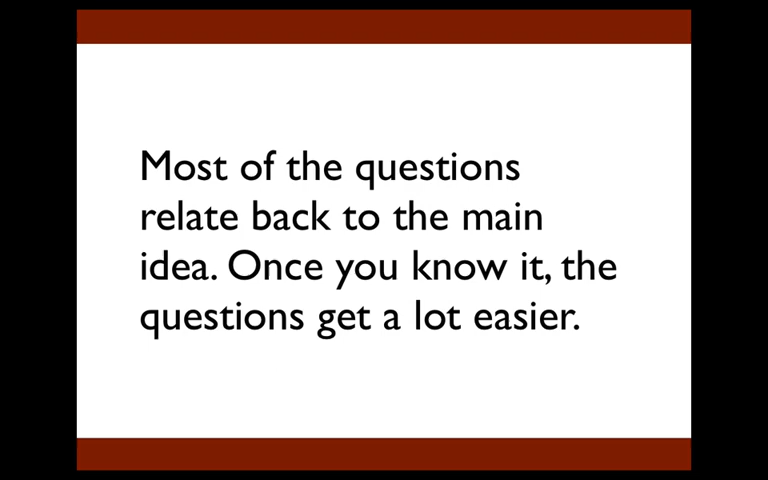 Most of the questions
relate back to the main
idea. Once you know it, the
questions get a lot easier.